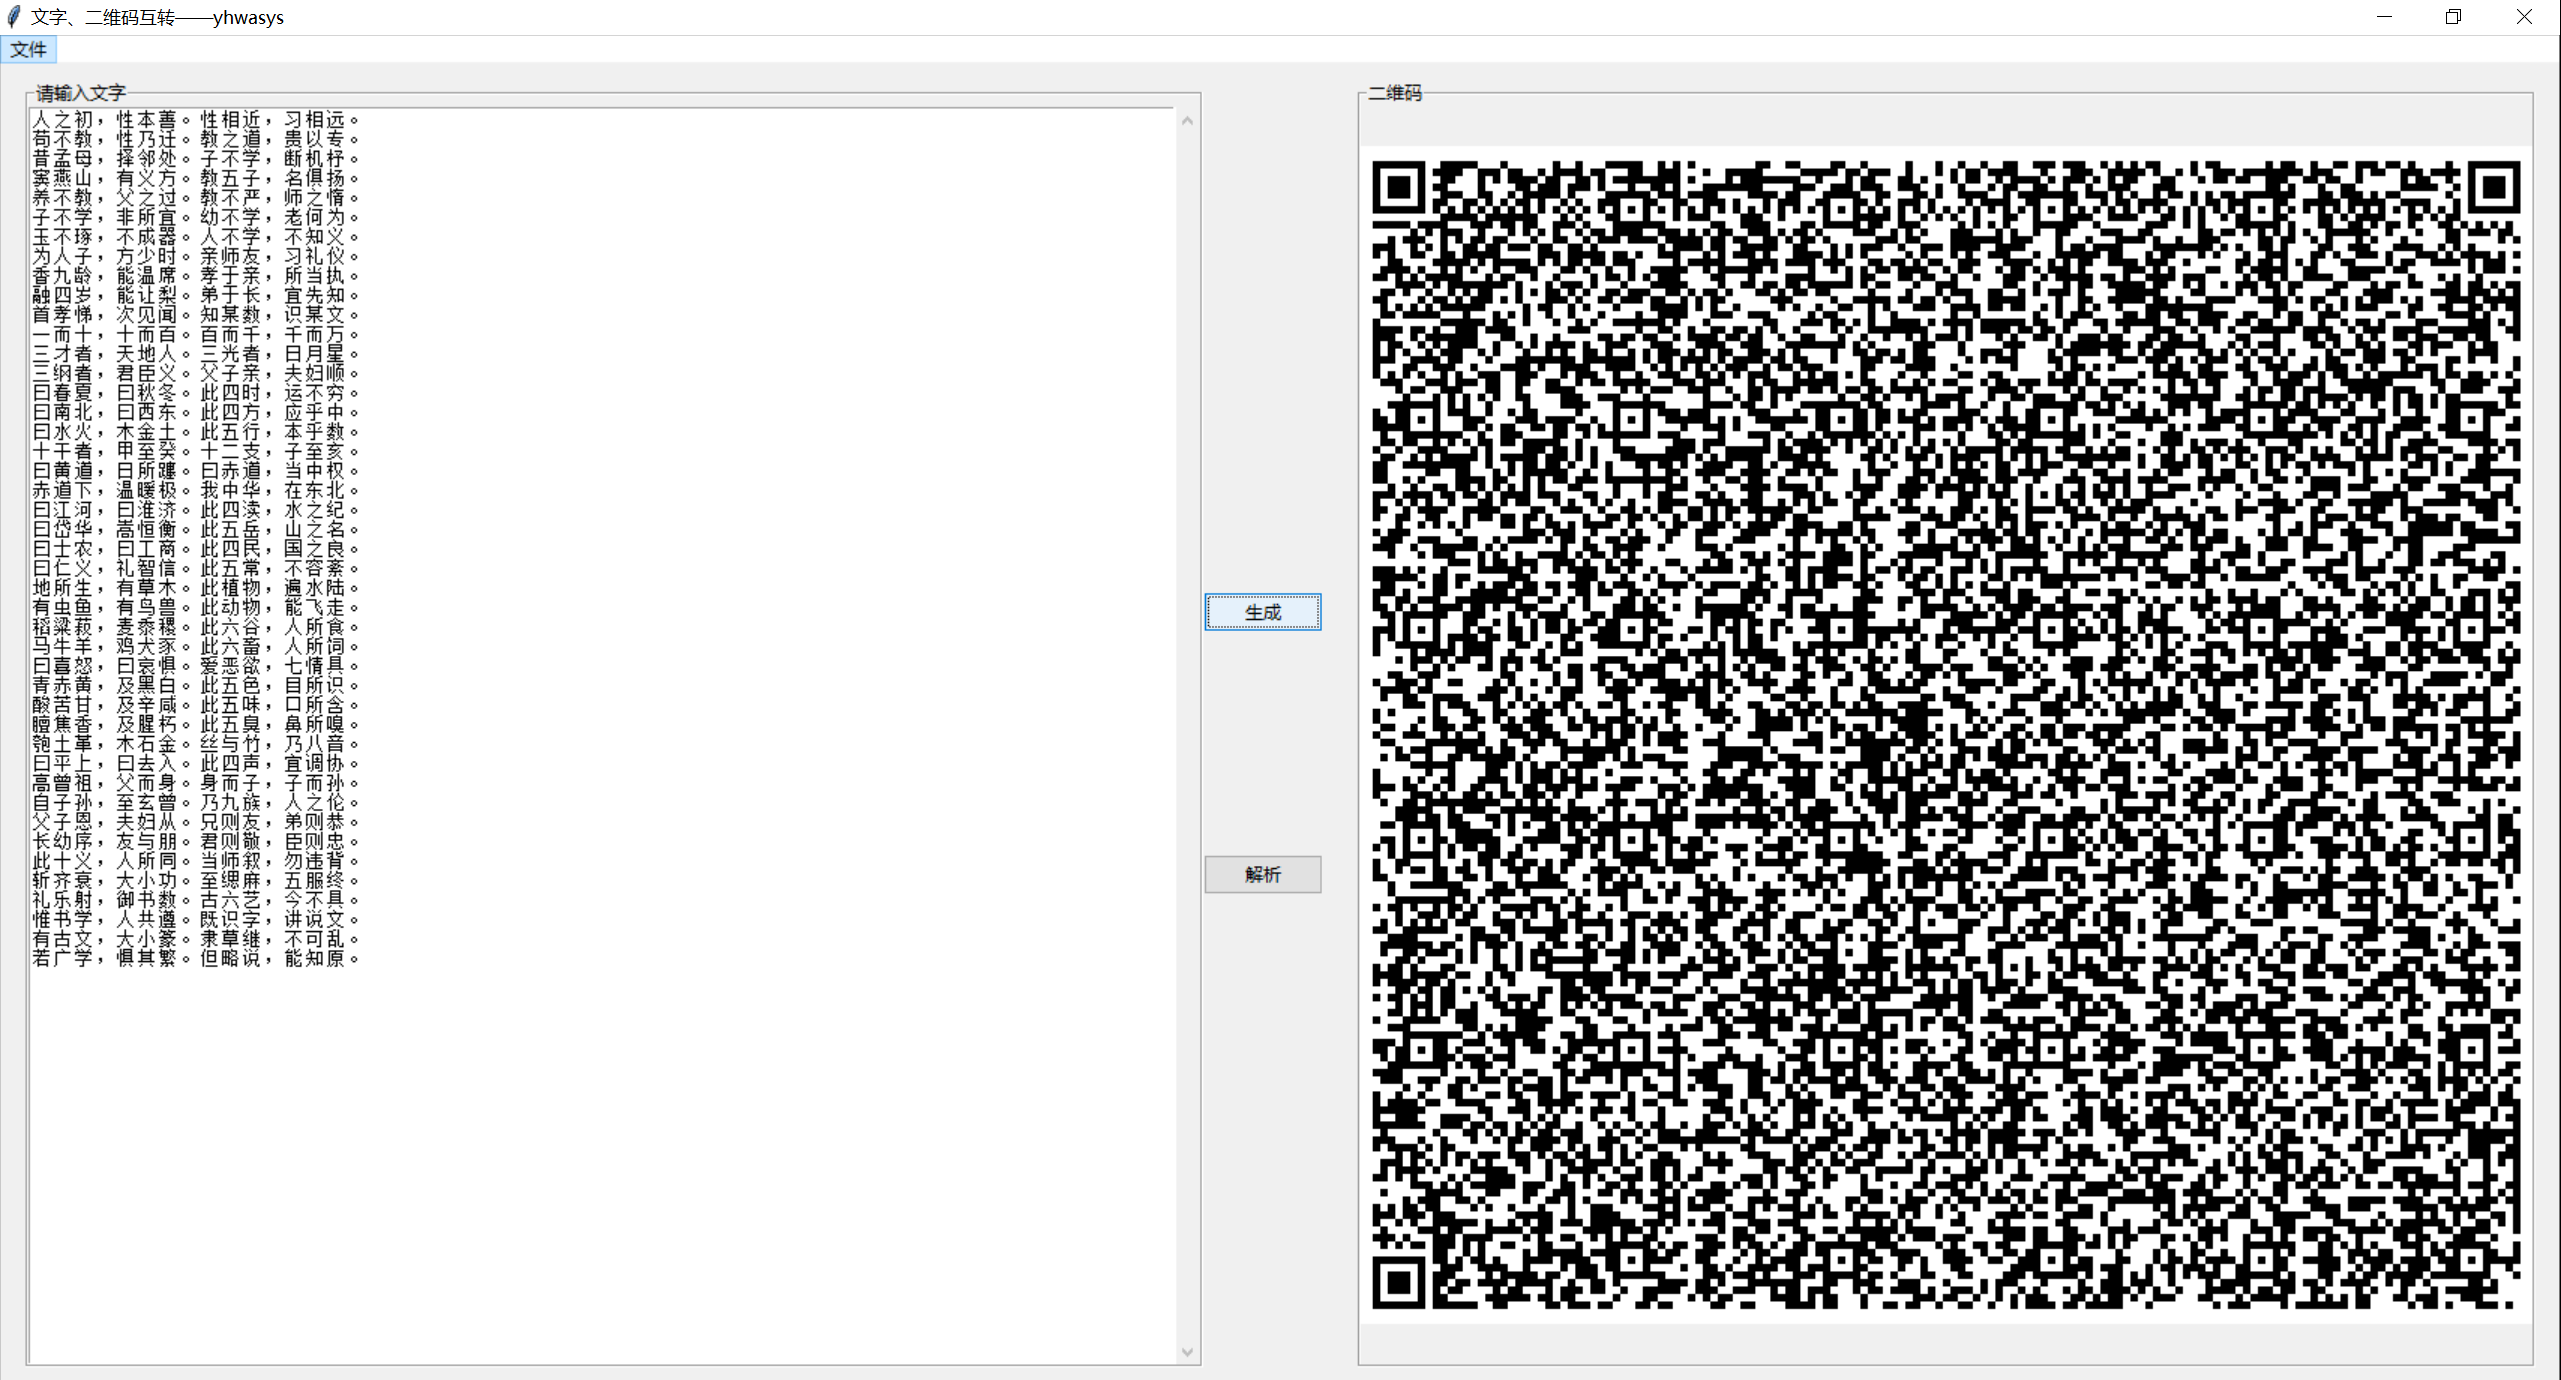 文字、二维码互转——yhwasys
文件
请输入文字
人之初，性本善。性相近，习相远。
苟不教，性乃迁。教之道，贵以专。
昔孟母，择邻处。子不学，断机杼。
窦燕山，有义方。教五子，名俱扬。
养不教，父之过。教不严，师之惰。
子不学，非所宜。幼不学，老何为。
玉不琢，不成器。人不学，不知义。
为人子，方少时。亲师友，习礼仪。
香九龄，能温席。孝于亲，所当执。
融四岁，能让梨。弟于长，宜先知。
首孝悌，次见闻。知某数，识某文。
一而十，十而百。百而千，千而万。
三才者，天地人。三光者，日月星。
三纲者，君臣义。父子亲，夫妇顺。
曰春夏，曰秋冬。此四时，运不穷。
曰南北，曰西东。此四方，应乎中。
曰水火，木金土。此五行，本乎数。
十干者，甲至癸。十二支，子至亥。
曰黄道，日所躔。曰赤道，当中权。
赤道下，温暖极。我中华，在东北。
曰江河，曰淮济。此四渎，水之纪。
曰岱华，嵩恒衡。此五岳，山之名。
曰士农，曰工商。此四民，国之良。
曰仁义，礼智信。此五常，不容紊。
地所生，有草木。此植物，遍水陆。
有虫鱼，有鸟兽。此动物，能飞走。
稻粱菽，麦黍稷。此六谷，人所食。
马牛羊，鸡犬豕。此六畜，人所饲。
曰喜怒，曰哀惧。爱恶欲，七情具。
青赤黄，及黑白。此五色，目所识。
酸苦甘，及辛咸。此五味，口所含。
膻焦香，及腥朽。此五臭，鼻所嗅。
匏土革，木石金。丝与竹，乃八音。
曰平上，曰去入。此四声，宜调协。
高曾祖，父而身。身而子，子而孙。
自子孙，至玄曾。乃九族，人之伦。
父子恩，夫妇从。兄则友，弟则恭。
长幼序，友与朋。君则敬，臣则忠。
此十义，人所同。当师叙，勿违背。
斩齐衰，大小功。至缌麻，五服终。
礼乐射，御书数。古六艺，今不具。
惟书学，人共遵。既识字，讲说文。
有古文，大小篆。隶草继，不可乱。
若广学，惧其繁。但略说，能知原。
生成
解析
二维码